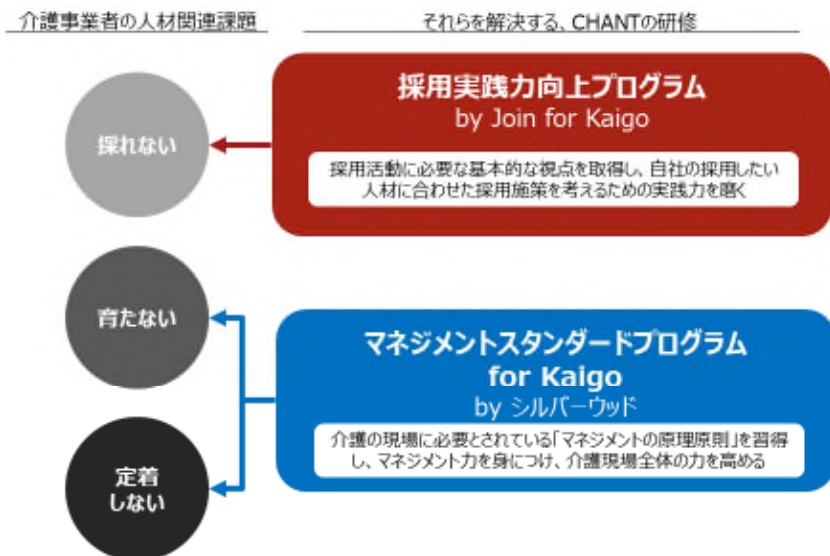 介護事業者の人材関連課題
それらを解決する、CHANTの研修
採れない
採用実践力向上プログラム
by Join for Kaigo
採用活動に必要な基本的な視点を取得し、自社の採用したい
人材に合わせた採用施策を考えるための実践力を磨く
育たない
定着
しない
マネジメントスタンダードプログラム
for Kaigo
by シルバーウッド
介護の現場に必要とされている「マネジメントの原理原則」を習得
し、マネジメント力を身につけ、介護現場全体の力を高める